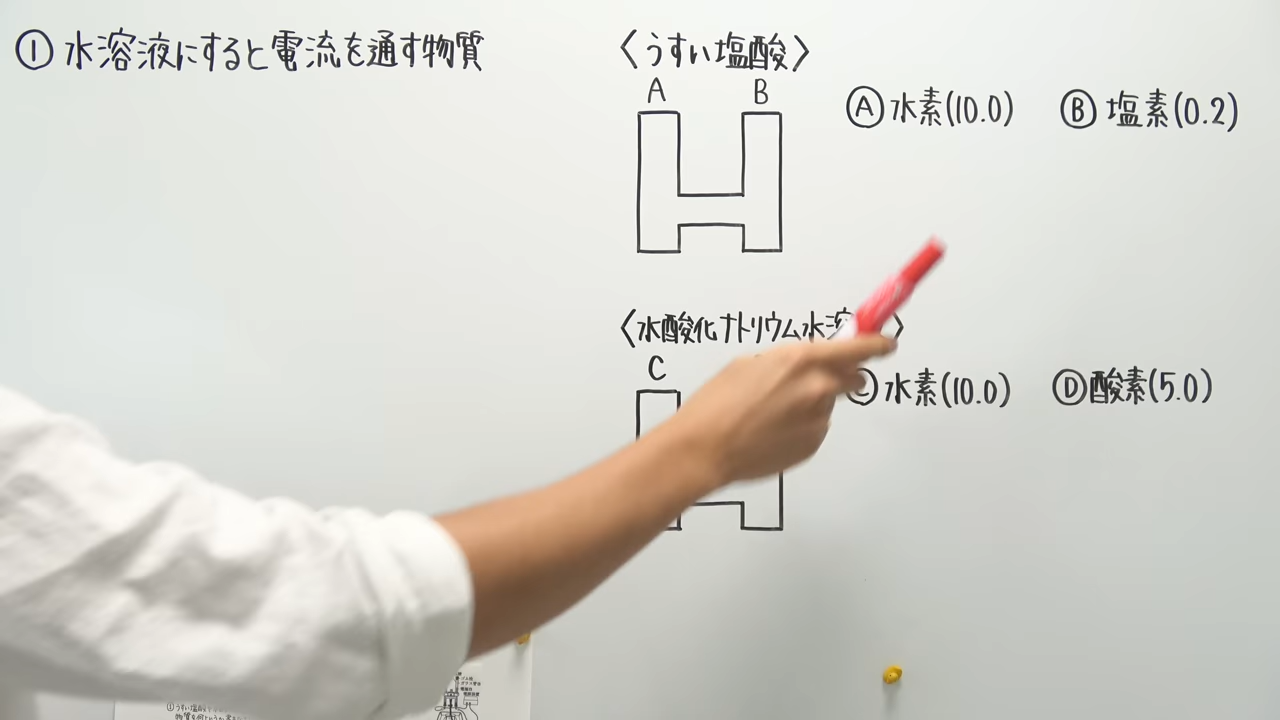 ① 水溶液にすると電流を通す物質
〈うすい塩酸〉
A B
Ⓐ水素(10.0) Ⓑ塩素(0.2)
〈水酸化ナトリウム水溶 〉
C
Ⓒ水素(10.0) Ⓓ酸素(5.0)